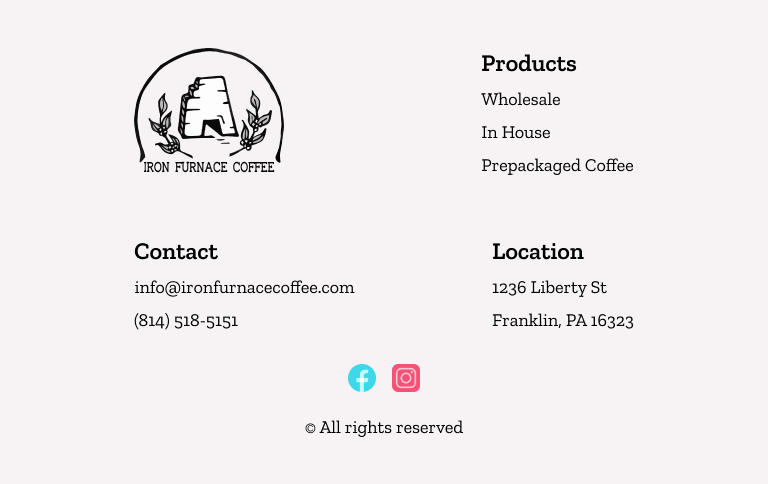 IRON FURNACE COFFEE
Products
Wholesale
In House
Prepackaged Coffee
Contact
info@ironfurnacecoffee.com
(814) 518-5151
Location
1236 Liberty St
Franklin, PA 16323
© All rights reserved